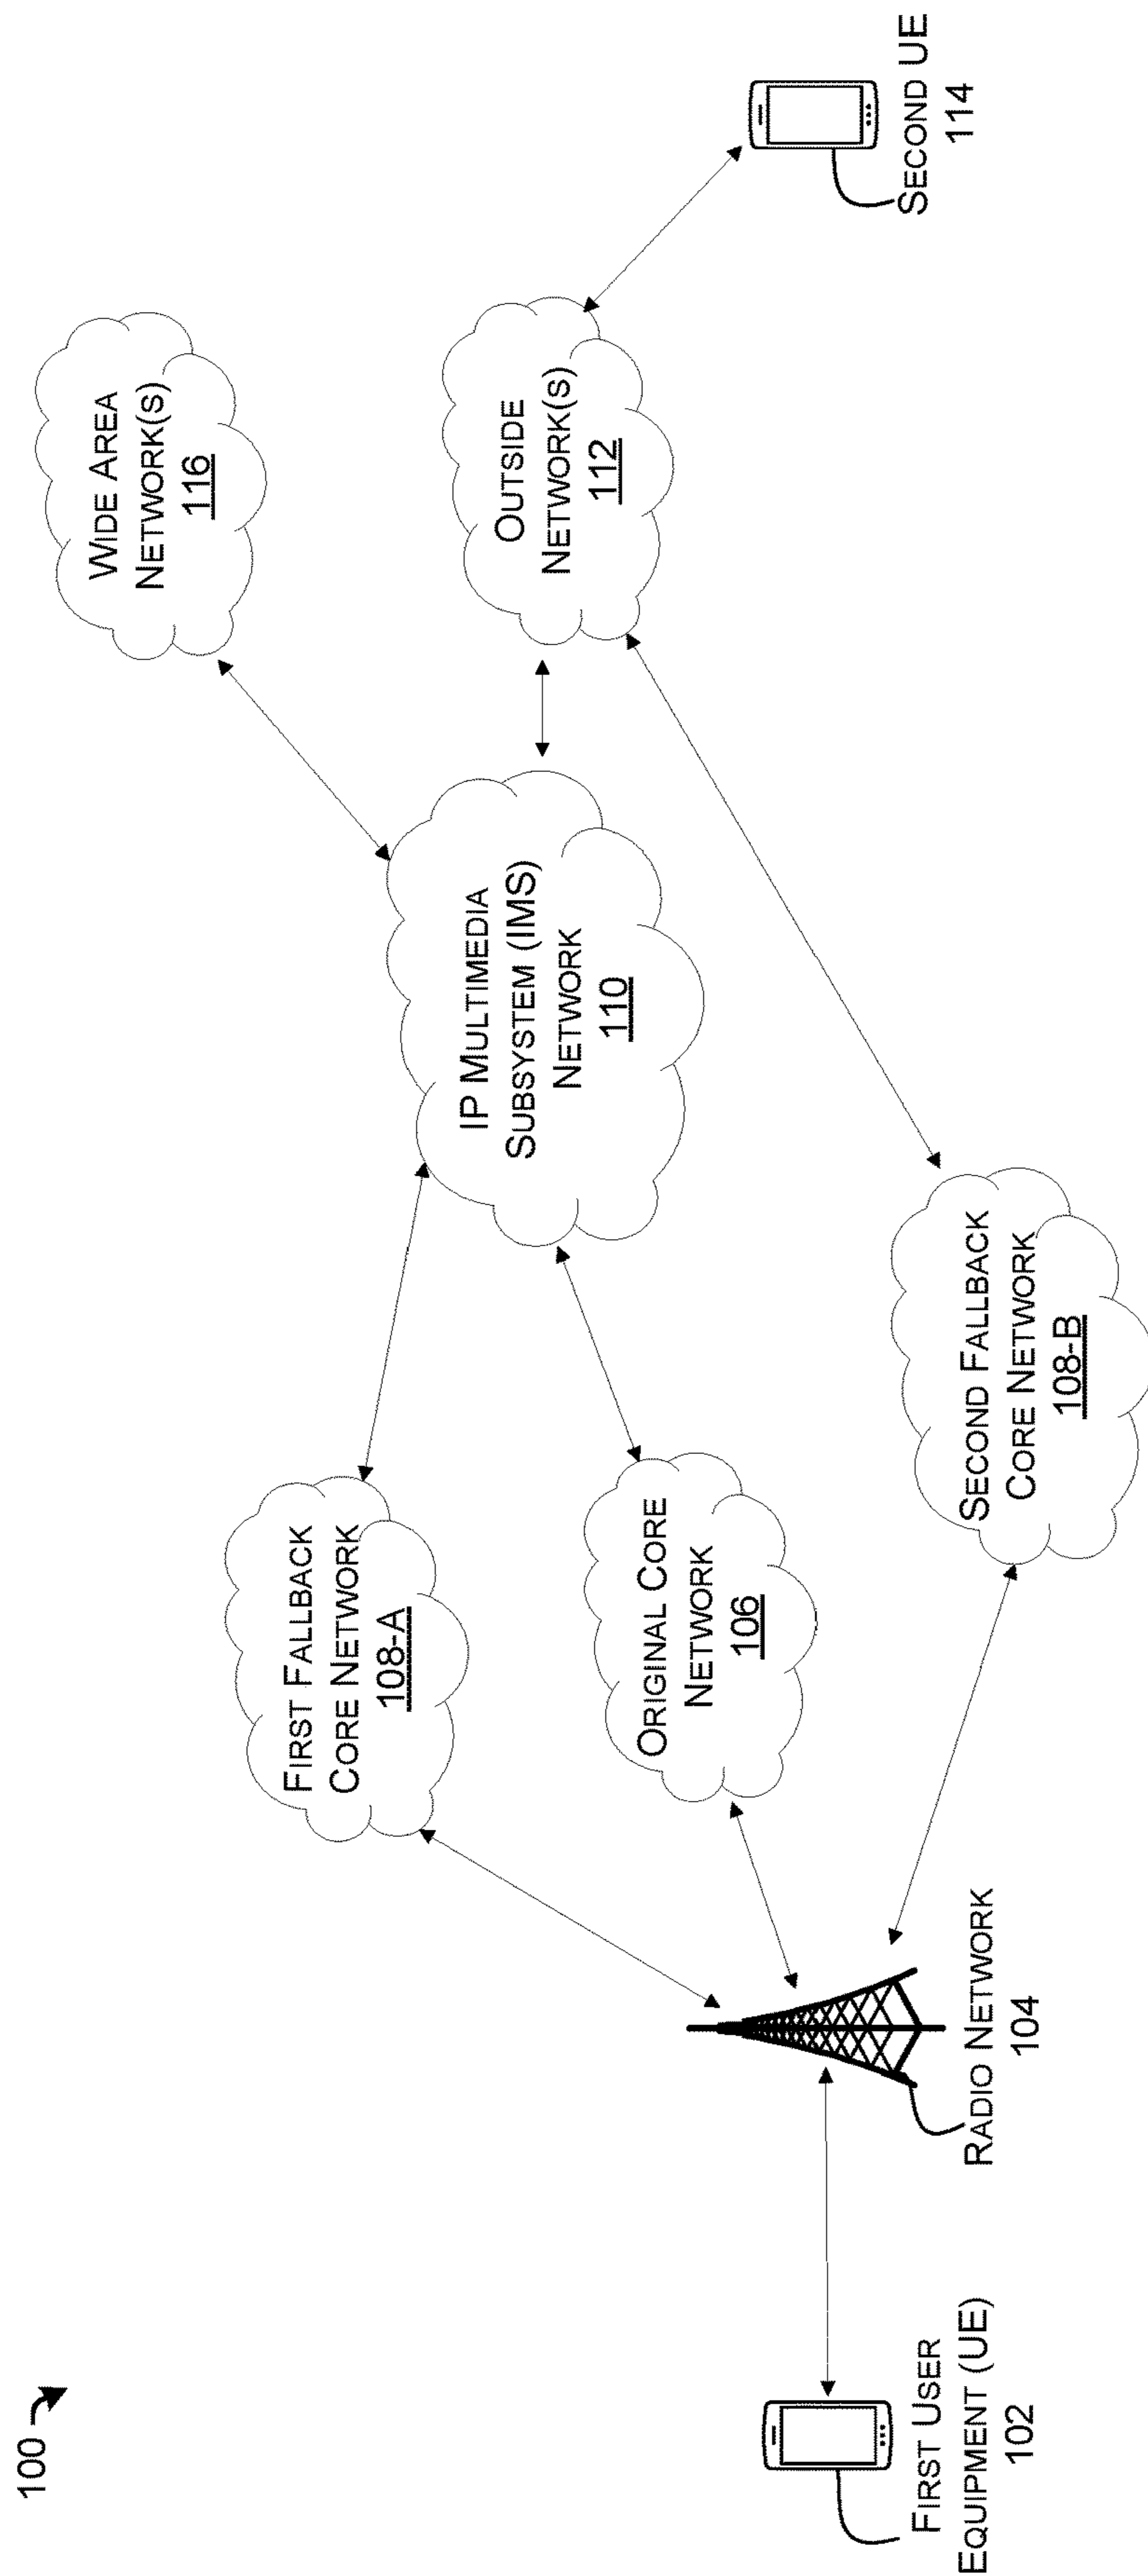 100
WIDE AREA
NETWORK(S)
116
FIRST FALLBACK
CORE NETWORK
108-A
IP MULTIMEDIA
SUBSYSTEM (IMS)
NETWORK
110
OUTSIDE
NETWORK(S)
112
ORIGINAL CORE
NETWORK
106
SECOND FALLBACK
CORE NETWORK
108-B
FIRST USER
EQUIPMENT (UE)
102
RADIO NETWORK
104
SECOND UE
114